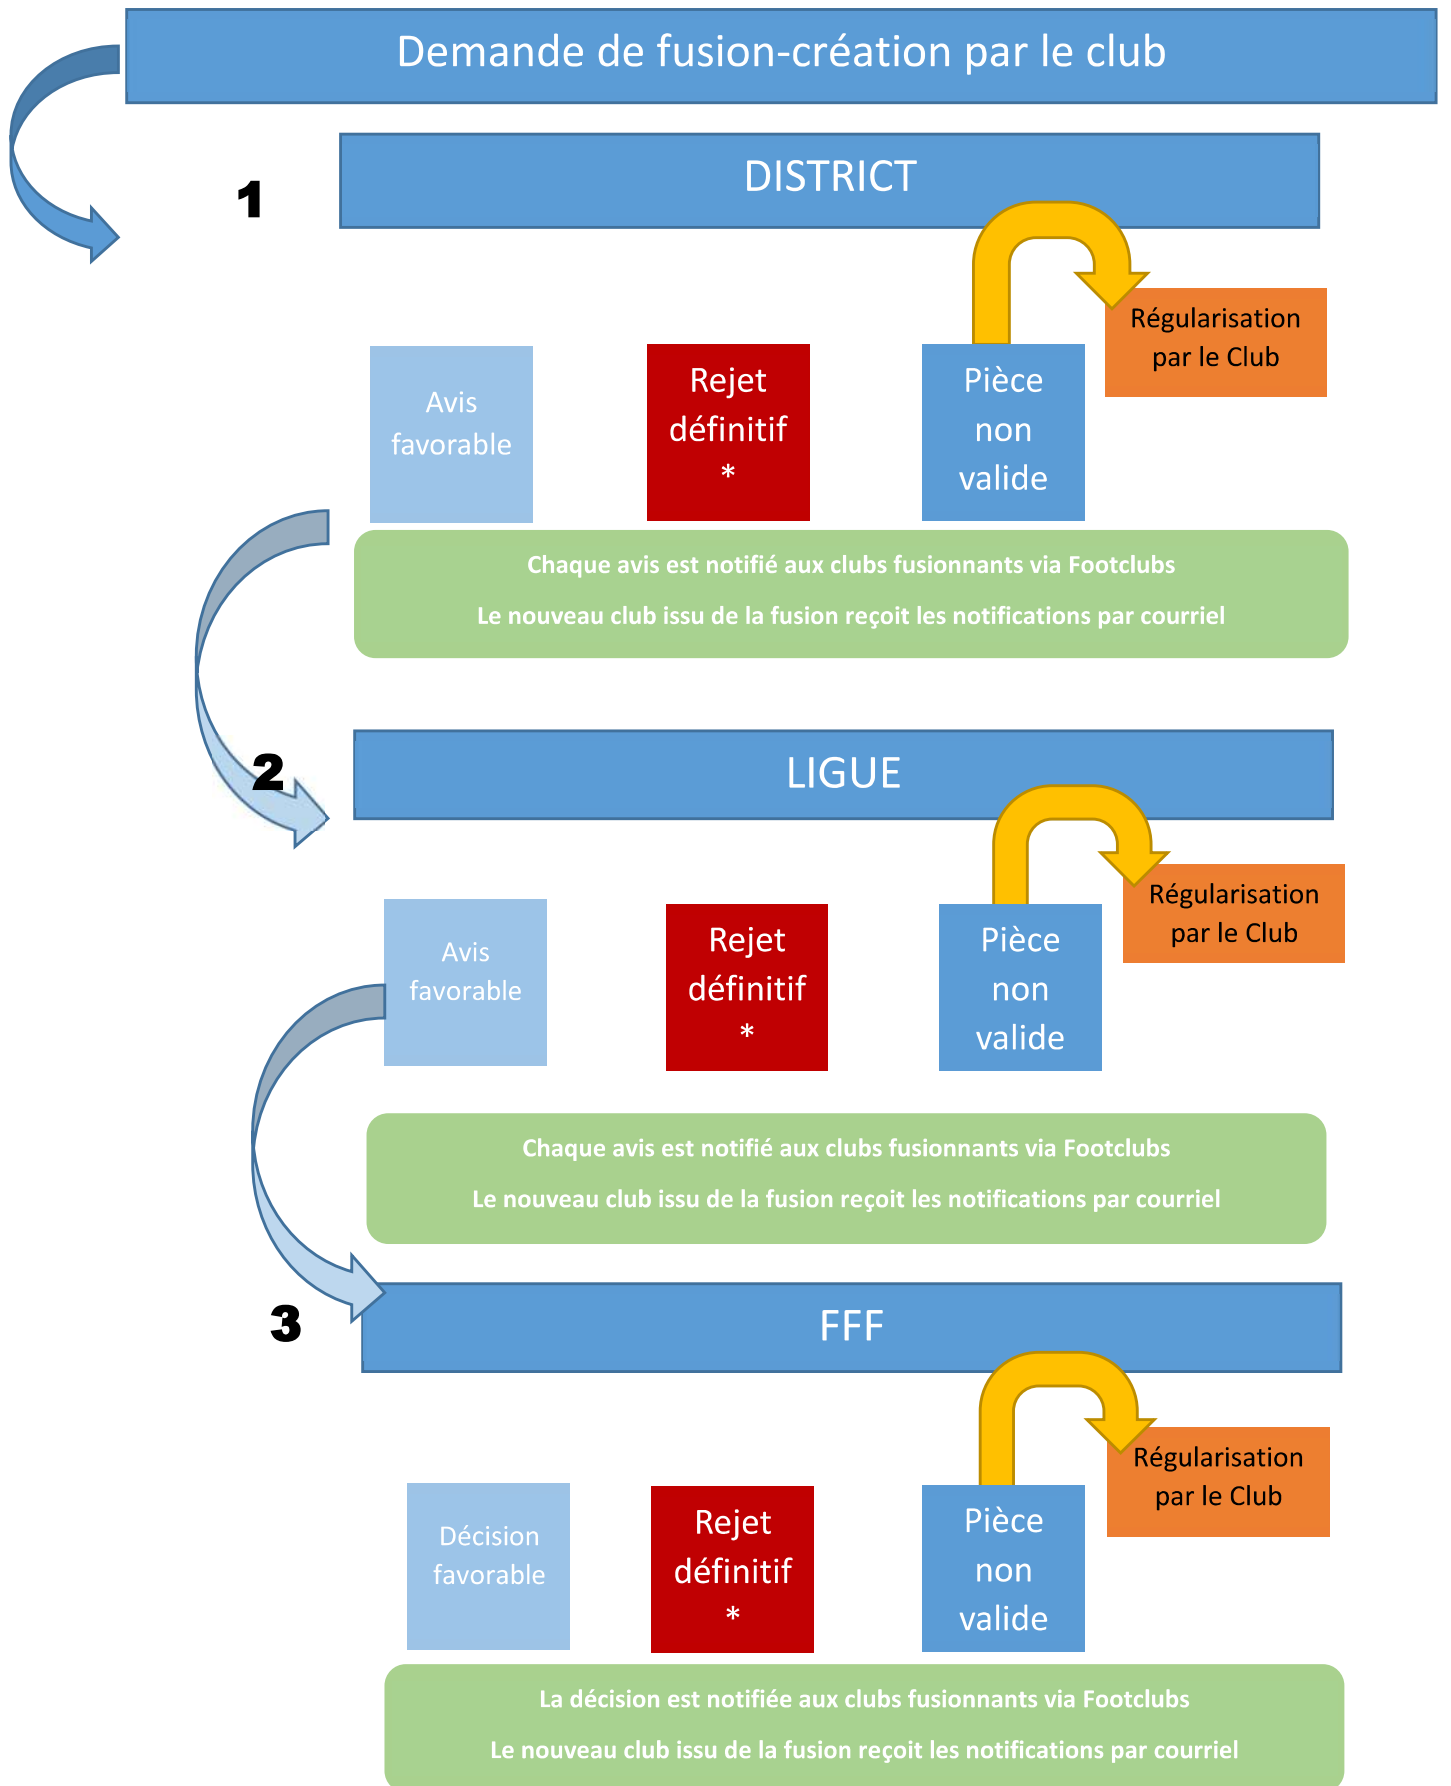 Demande de fusion-création par le club
1
DISTRICT
Régularisation
par le Club
Avis
favorable
Rejet
définitif
*
Pièce
non
valide
Chaque avis est notifié aux clubs fusionnants via Footclubs
Le nouveau club issu de la fusion reçoit les notifications par courriel
2
LIGUE
Régularisation
par le Club
Avis
favorable
Rejet
définitif
*
Pièce
non
valide
Chaque avis est notifié aux clubs fusionnants via Footclubs
Le nouveau club issu de la fusion reçoit les notifications par courriel
3
FFF
Régularisation
par le Club
Décision
favorable
Rejet
définitif
*
Pièce
non
valide
La décision est notifiée aux clubs fusionnants via Footclubs
Le nouveau club issu de la fusion reçoit les notifications par courriel